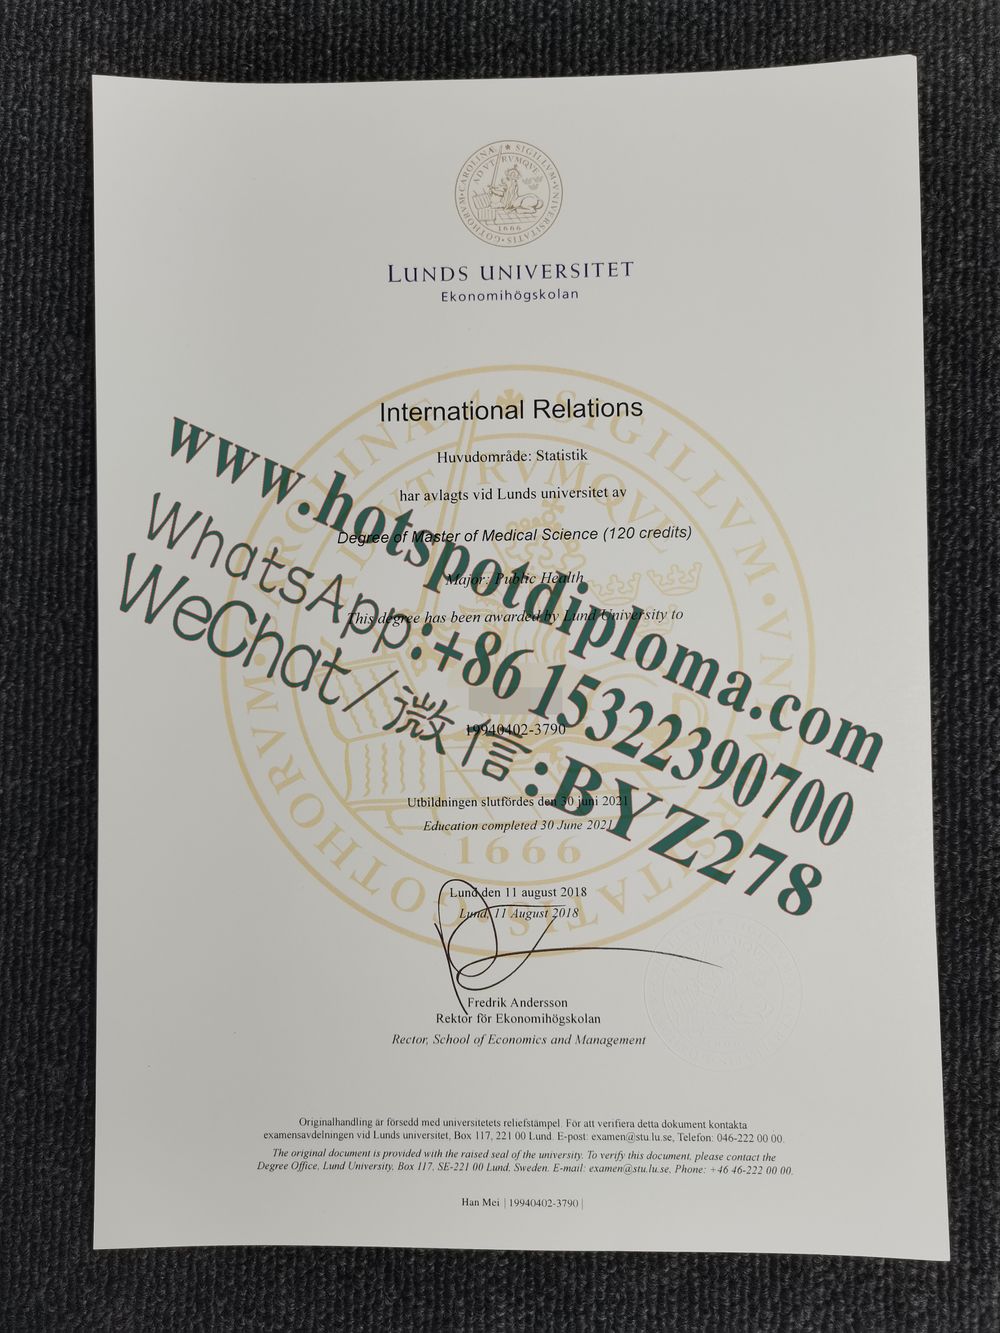 CAROLINÆ SIGILLVM VNIVERSITATIS GOTHORVM
AD VTRVMQVE
1666
LUNDS UNIVERSITET
Ekonomihögskolan
International Relations
Huvudområde: Statistik
har avlagts vid Lunds universitet av
Degree of Master of Medical Science (120 credits)
Major: Public Health
This degree has been awarded by Lund University to
19940402-3790
Utbildningen slutfördes den 30 juni 2021
Education completed 30 June 2021
1666
Lund den 11 august 2018
Lund, 11 August 2018
Fredrik Andersson
Rektor för Ekonomihögskolan
Rector, School of Economics and Management
Originalhandling är försedd med universitetets reliefstämpel. För att verifiera detta dokument kontakta
examensavdelningen vid Lunds universitet, Box 117, 221 00 Lund. E-post: examen@stu.lu.se, Telefon: 046-222 00 00.
The original document is provided with the raised seal of the university. To verify this document, please contact the
Degree Office, Lund University, Box 117, SE-221 00 Lund, Sweden. E-mail: examen@stu.lu.se. Phone: +46 46-222 00 00.
Han Mei | 19940402-3790 |
www.hotspotdiploma.com
WhatsApp:+86 15322390700
WeChat/微信:BYZ278